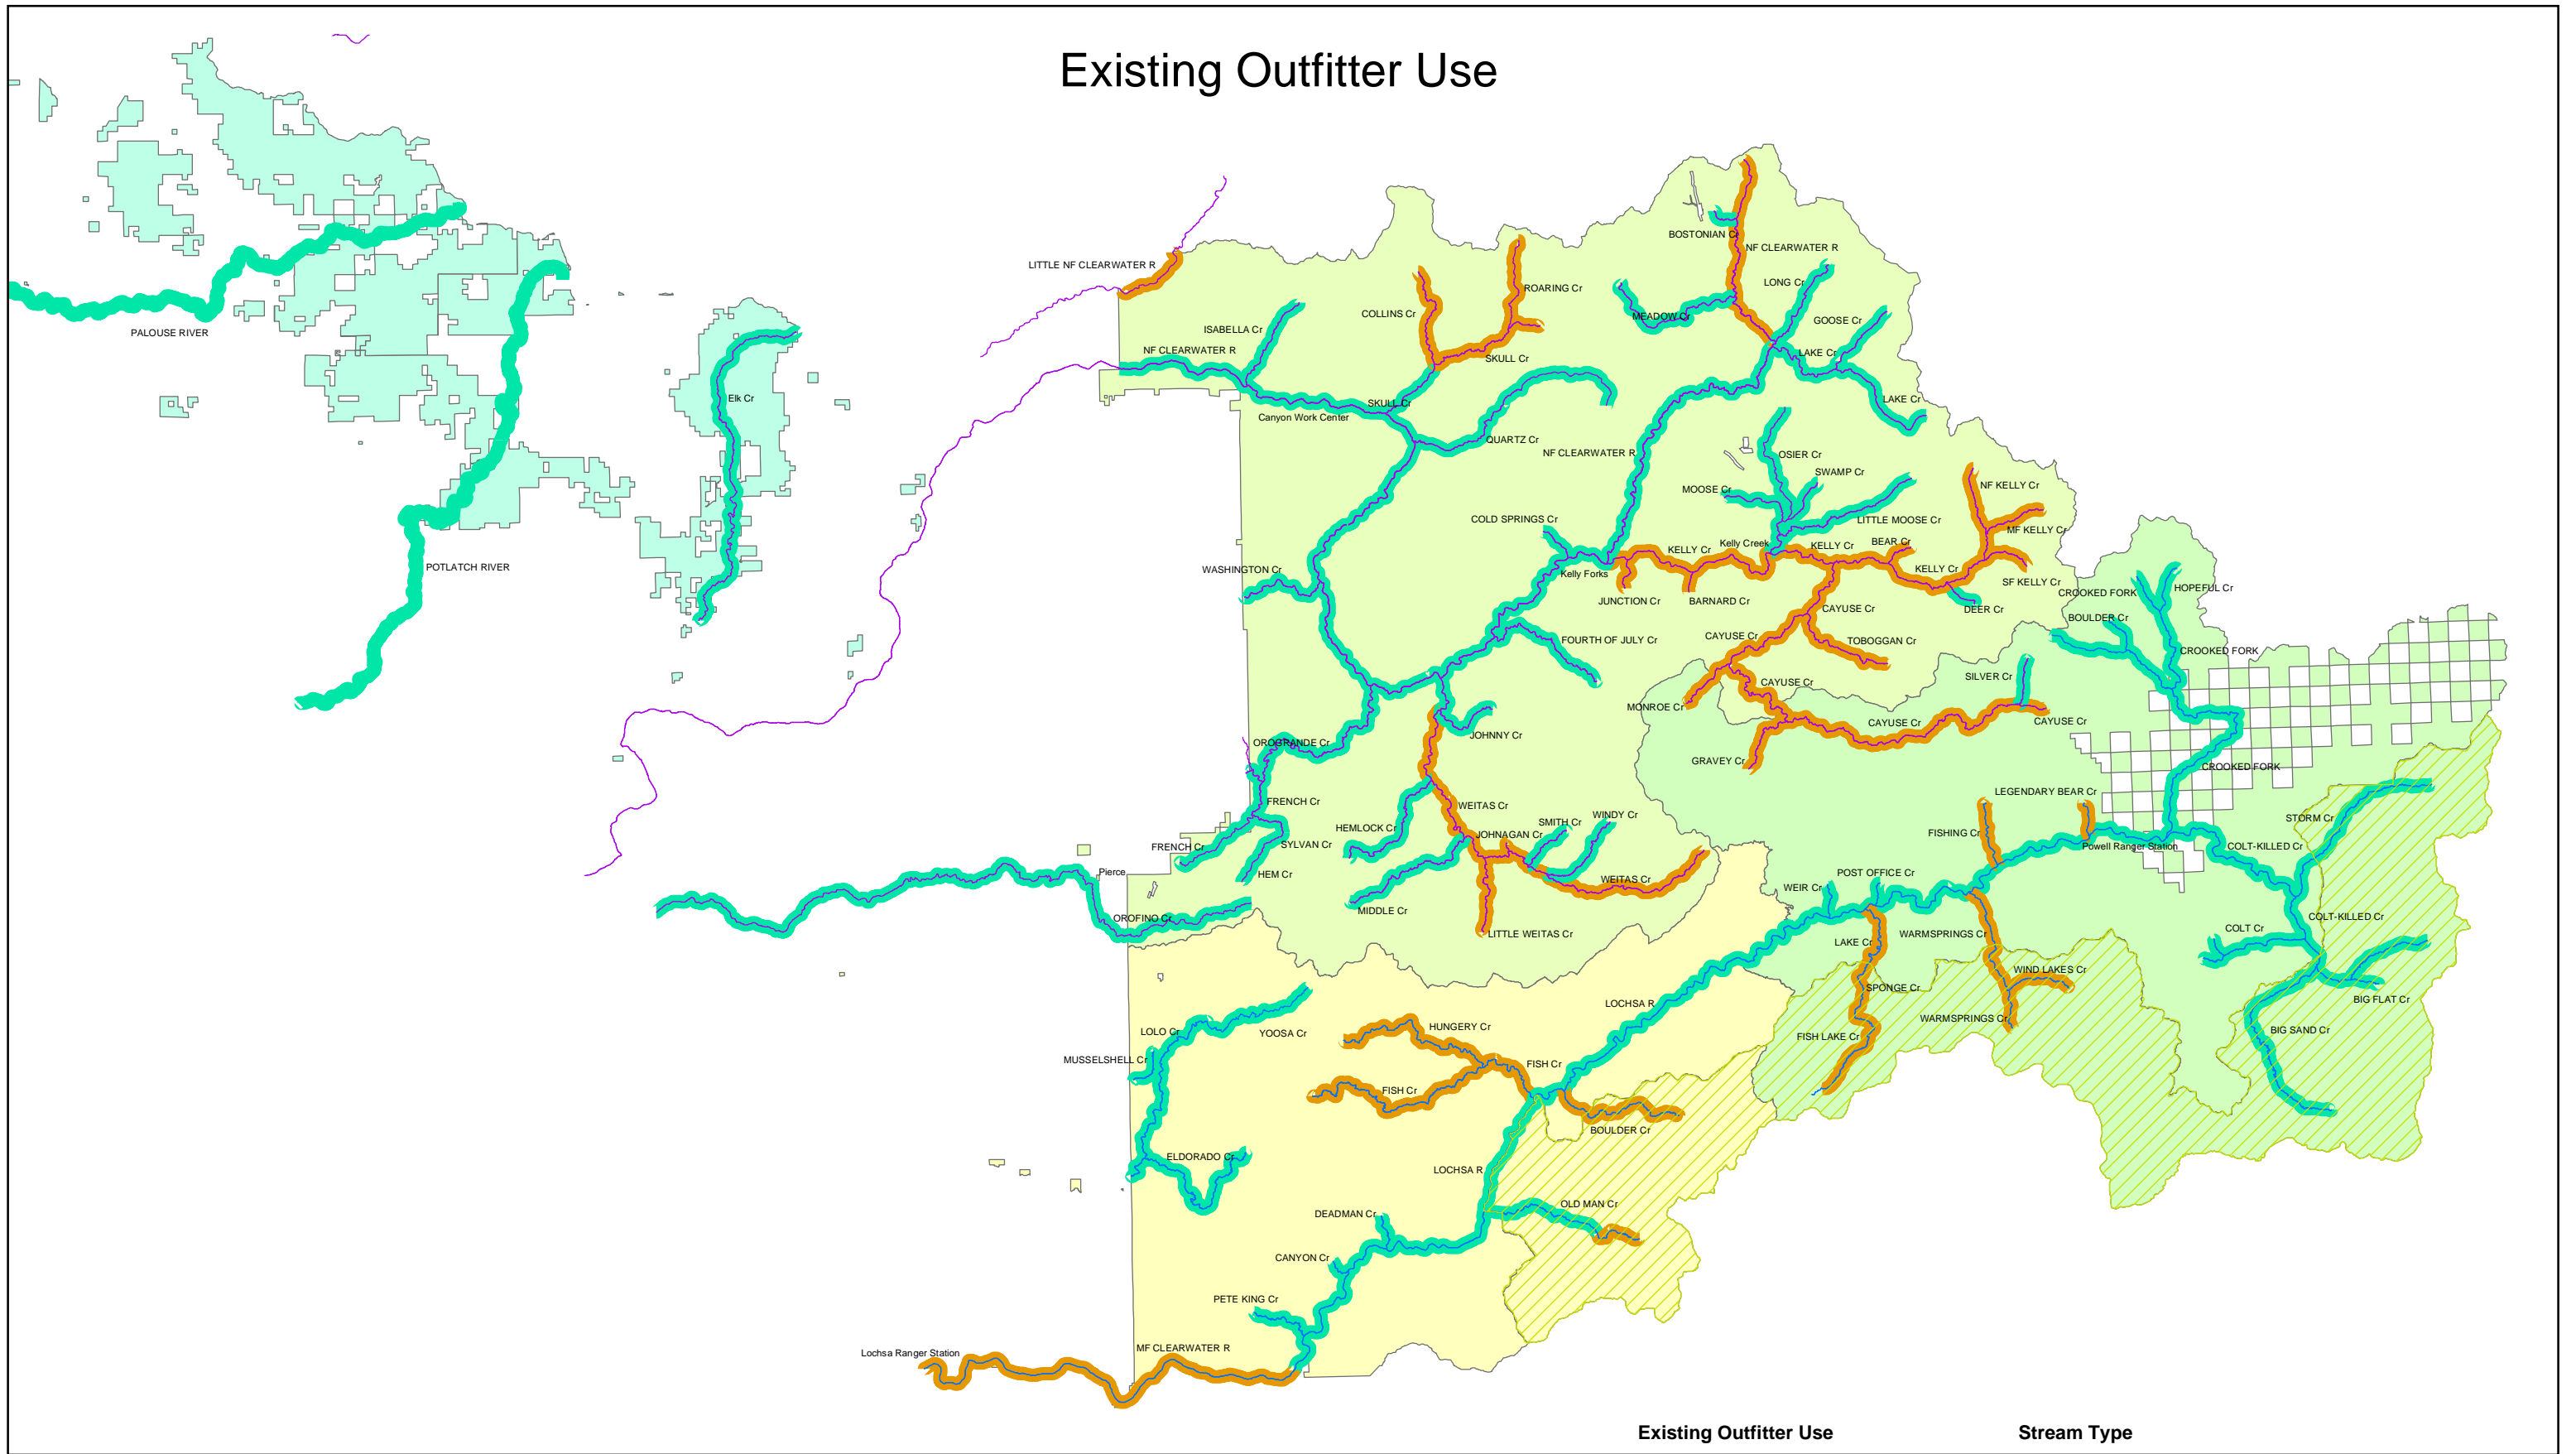 Existing Outfitter Use
BOSTONIAN Cr
NF CLEARWATER R
LITTLE NF CLEARWATER R
LONG Cr
ROARING Cr
COLLINS Cr
MEADOW Cr
GOOSE Cr
ISABELLA Cr
PALOUSE RIVER
NF CLEARWATER R
LAKE Cr
SKULL Cr
Elk Cr
LAKE Cr
SKULL Cr
Canyon Work Center
QUARTZ Cr
NF CLEARWATER R
OSIER Cr
SWAMP Cr
MOOSE Cr
NF KELLY Cr
COLD SPRINGS Cr
LITTLE MOOSE Cr
MF KELLY Cr
KELLY Cr
Kelly Creek
KELLY Cr
BEAR Cr
POTLATCH RIVER
WASHINGTON Cr
Kelly Forks
KELLY Cr
SF KELLY Cr
HOPEFUL Cr
CROOKED FORK
JUNCTION Cr
BARNARD Cr
CAYUSE Cr
DEER Cr
BOULDER Cr
FOURTH OF JULY Cr
CAYUSE Cr
TOBOGGAN Cr
CROOKED FORK
SILVER Cr
CAYUSE Cr
MONROE Cr
CAYUSE Cr
CAYUSE Cr
JOHNNY Cr
OROGRANDE Cr
GRAVEY Cr
CROOKED FORK
LEGENDARY BEAR Cr
FRENCH Cr
WEITAS Cr
WINDY Cr
SMITH Cr
STORM Cr
HEMLOCK Cr
JOHNAGAN Cr
FISHING Cr
FRENCH Cr
SYLVAN Cr
Powell Ranger Station
COLT-KILLED Cr
Pierce
HEM Cr
WEITAS Cr
POST OFFICE Cr
WEIR Cr
MIDDLE Cr
OROFINO Cr
COLT-KILLED Cr
LITTLE WEITAS Cr
WARMSPRINGS Cr
COLT Cr
LAKE Cr
WIND LAKES Cr
SPONGE Cr
BIG FLAT Cr
LOCHSA R
WARMSPRINGS Cr
LOLO Cr
YOOSA Cr
HUNGERY Cr
BIG SAND Cr
FISH LAKE Cr
MUSSELSHELL Cr
FISH Cr
FISH Cr
BOULDER Cr
ELDORADO Cr
LOCHSA R
OLD MAN Cr
DEADMAN Cr
CANYON Cr
PETE KING Cr
MF CLEARWATER R
Lochsa Ranger Station
Existing Outfitter Use
Stream Type